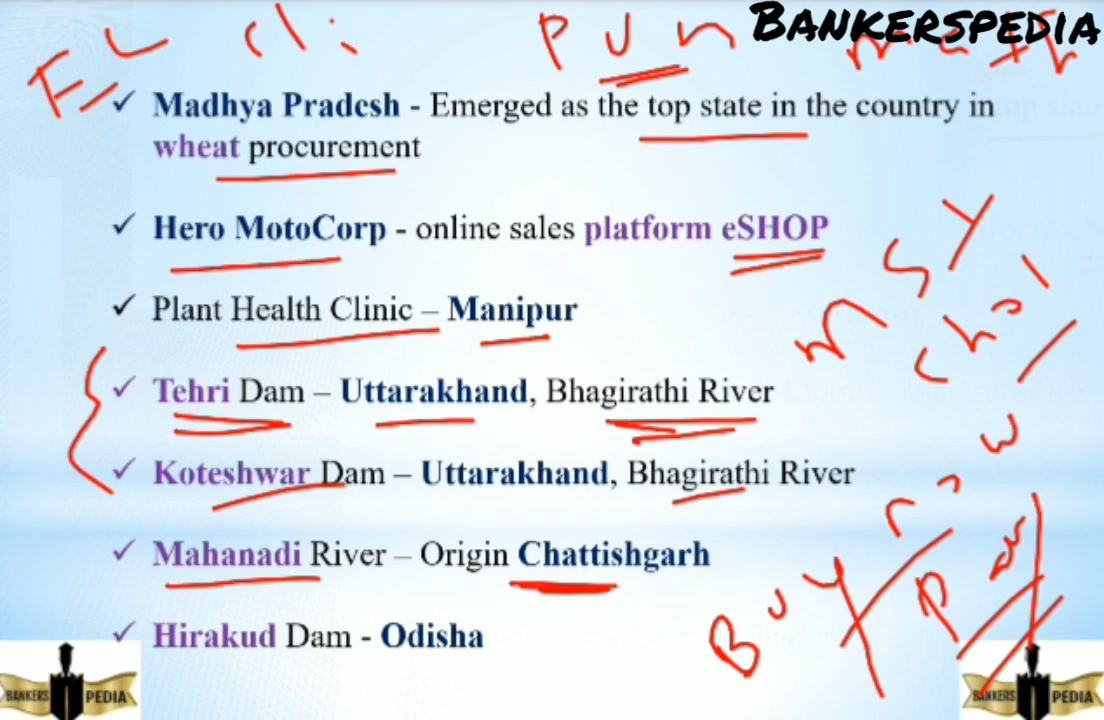 BANKERSPEDIA
✓ Madhya Pradesh - Emerged as the top state in the country in
wheat procurement
✓ Hero MotoCorp - online sales platform eSHOP
✓ Plant Health Clinic – Manipur
✓ Tehri Dam – Uttarakhand, Bhagirathi River
✓ Koteshwar Dam – Uttarakhand, Bhagirathi River
✓ Mahanadi River – Origin Chattishgarh
✓ Hirakud Dam - Odisha
BANKERS PEDIA
BANKERS PEDIA